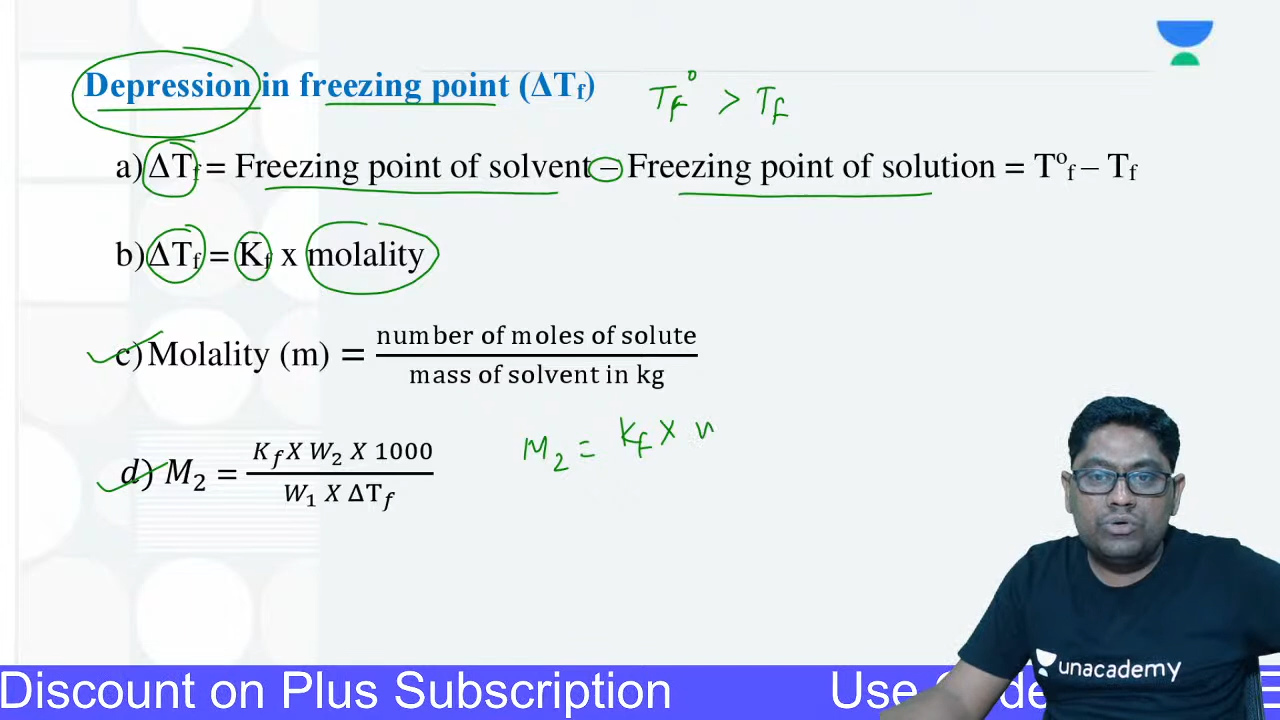 Depression in freezing point (ΔTf)
Tf° > Tf
a) ΔTf = Freezing point of solvent – Freezing point of solution = T°f – Tf
b) ΔTf = Kf x molality
c) Molality (m) = number of moles of solute / mass of solvent in kg
d) M₂ = Kf X W₂ X 1000 / W₁ X ΔTf
M₂ = Kf X
unacademy
Discount on Plus Subscription
Use